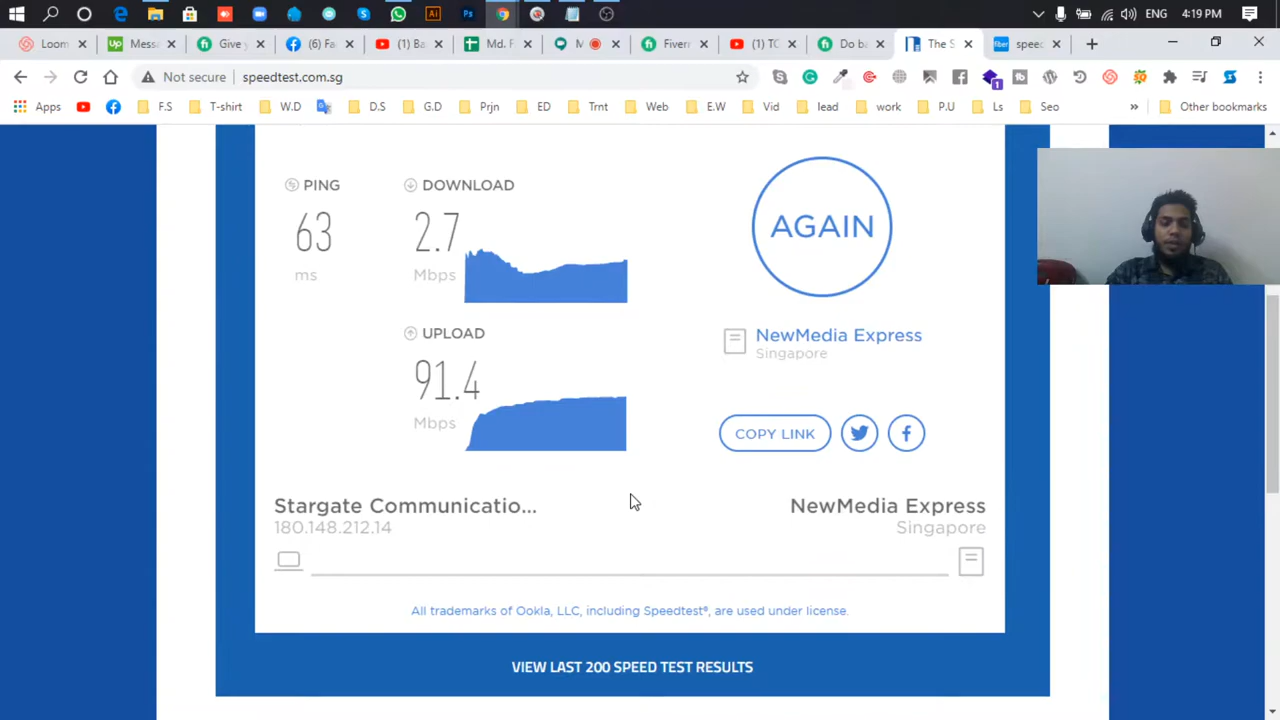 ENG
4:19 PM
Loom
Mess
Give y
(6) Fa
(1) Ba
Md. F
M
Fiverr
(1) TC
Do ba
The S
speed
Not secure
speedtest.com.sg
Apps
F.S
T-shirt
W.D
D.S
G.D
Prjn
ED
Trnt
Web
E.W
Vid
lead
work
P.U
Ls
Seo
»
Other bookmarks
PING
DOWNLOAD
63
2.7
ms
Mbps
AGAIN
UPLOAD
91.4
Mbps
NewMedia Express
Singapore
COPY LINK
Stargate Communicatio...
180.148.212.14
NewMedia Express
Singapore
All trademarks of Ookla, LLC, including Speedtest®, are used under license.
VIEW LAST 200 SPEED TEST RESULTS